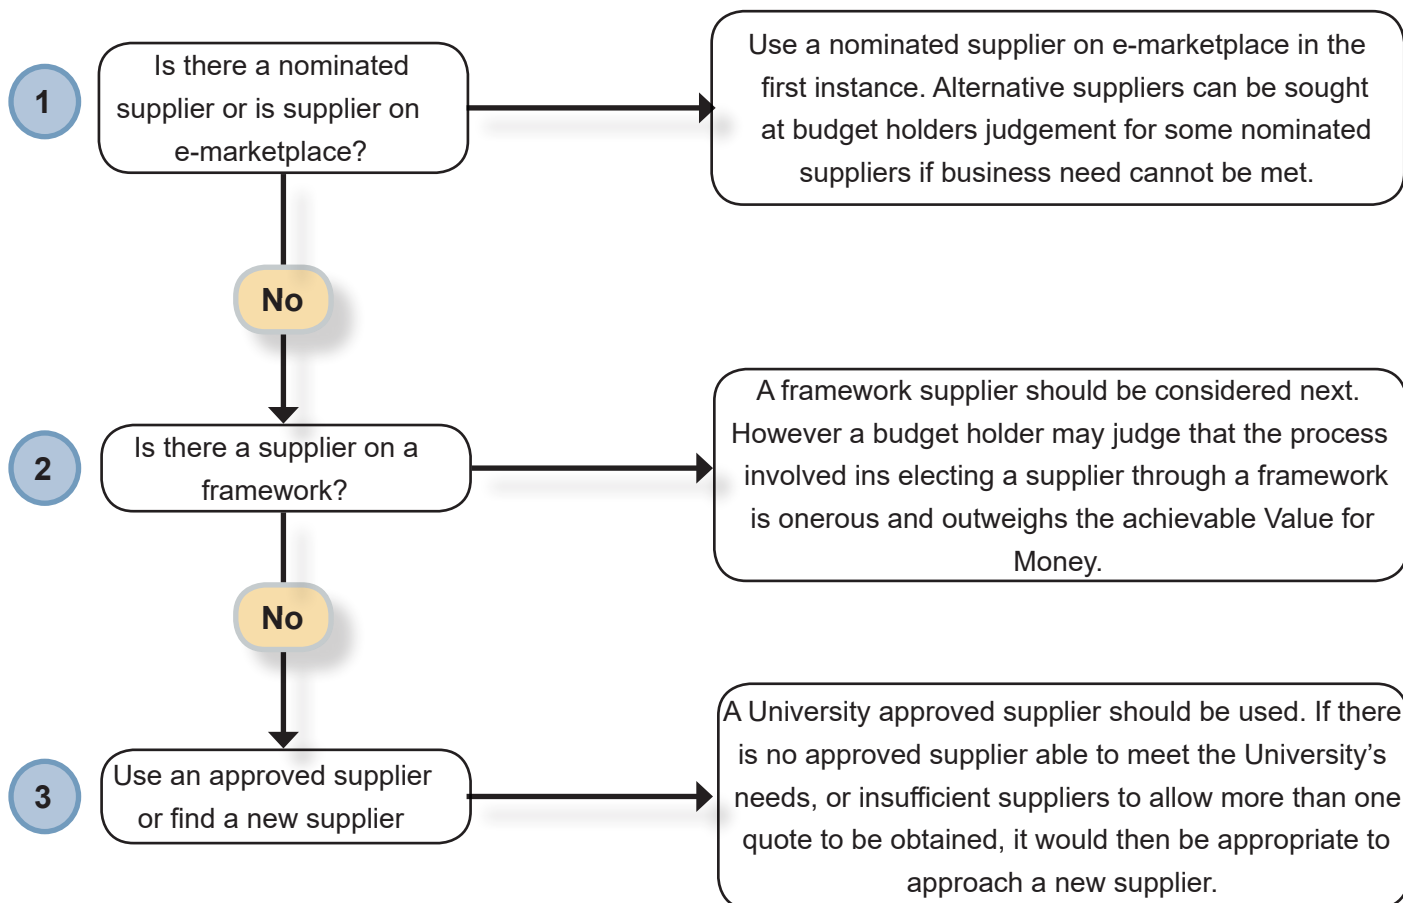 1
Is there a nominated
supplier or is supplier on
e-marketplace?
Use a nominated supplier on e-marketplace in the
first instance. Alternative suppliers can be sought
at budget holders judgement for some nominated
suppliers if business need cannot be met.
No
2
Is there a supplier on a
framework?
A framework supplier should be considered next.
However a budget holder may judge that the process
involved ins electing a supplier through a framework
is onerous and outweighs the achievable Value for
Money.
No
3
Use an approved supplier
or find a new supplier
A University approved supplier should be used. If there
is no approved supplier able to meet the University’s
needs, or insufficient suppliers to allow more than one
quote to be obtained, it would then be appropriate to
approach a new supplier.